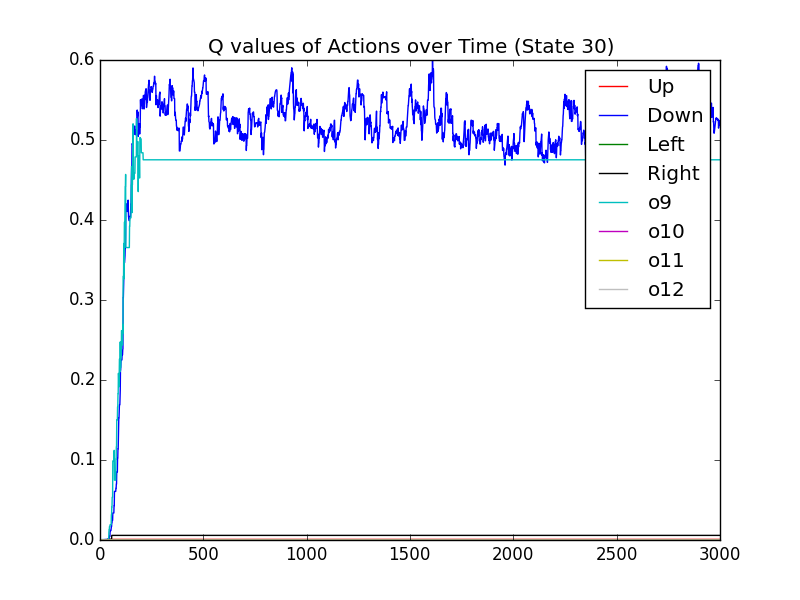 Q values of Actions over Time (State 30)
0.6
0.5
0.4
0.3
0.2
0.1
0.0
Up
Down
Left
Right
o9
o10
o11
o12
0 500 1000 1500 2000 2500 3000